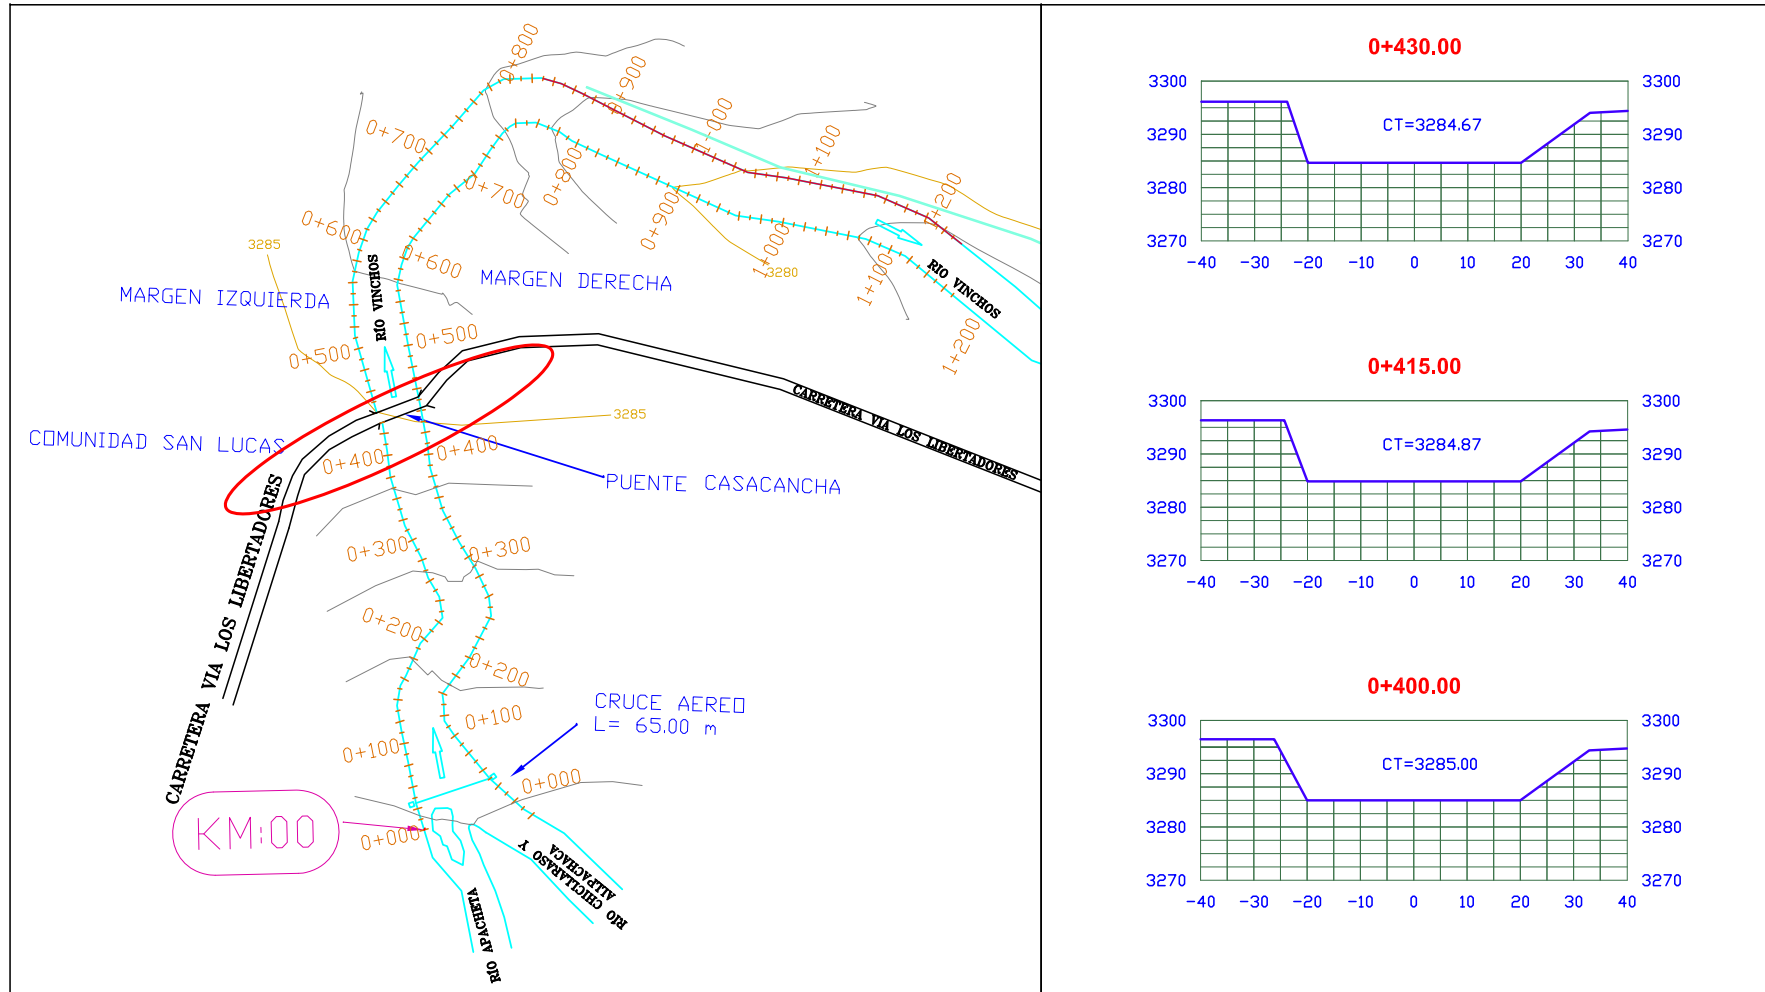 0+800
0+900
1+000
1+100
1+200
0+700
0+800
0+700
0+600
0+900
1+000
3280
1+100
1+200
3285
0+600
MARGEN DERECHA
MARGEN IZQUIERDA
RÍO VINCHOS
RIO VINCHOS
0+500
0+500
CARRETERA VIA LOS LIBERTADORES
3285
COMUNIDAD SAN LUCAS
0+400
0+400
PUENTE CASACANCHA
CARRETERA VIA LOS LIBERTADORES
0+300
0+300
0+200
0+200
0+100
0+100
CRUCE AEREO
L= 65.00 m
0+000
0+000
KM:00
RIO CHICLLARASO Y
ALLPACHACA
RIO APACHETA
0+430.00
3300 3300
3290 3290
3280 3280
3270 3270
CT=3284.67
-40 -30 -20 -10 0 10 20 30 40
0+415.00
3300 3300
3290 3290
3280 3280
3270 3270
CT=3284.87
-40 -30 -20 -10 0 10 20 30 40
0+400.00
3300 3300
3290 3290
3280 3280
3270 3270
CT=3285.00
-40 -30 -20 -10 0 10 20 30 40